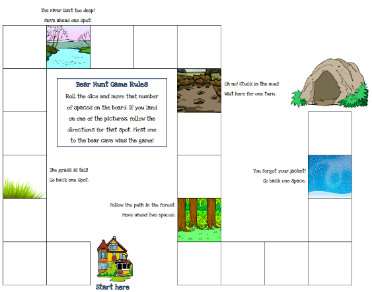 The river isn't too deep!
Move ahead one spot!
Bear Hunt Game Rules
Roll the dice and move that number
of spaces on the board. If you land
on one of the pictures follow the
directions for that spot. First one
to the bear cave wins the game!
Oh no! Stuck in the mud!
Wait here for one turn.
The grass is tall!
Go back one spot.
You forget your jacket!
Go back one space.
Follow the path in the forest.
Move ahead two spaces.
Start here